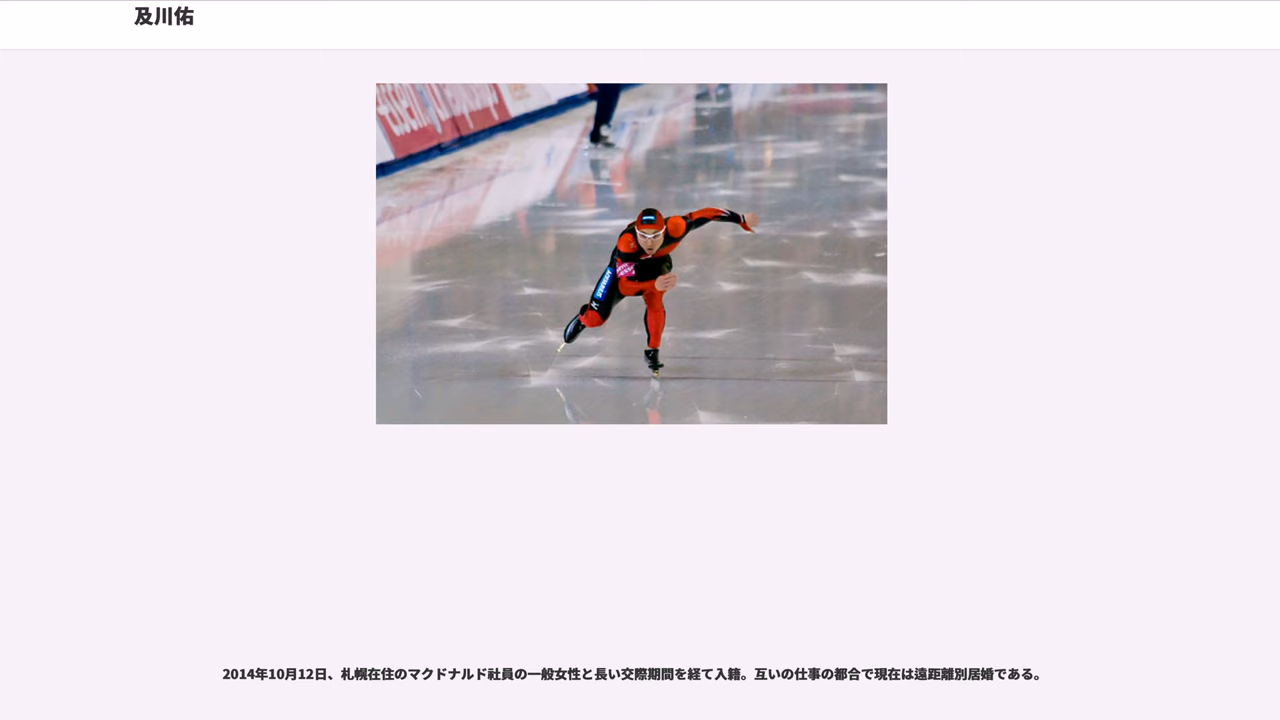 及川佑
essent
2014年10月12日、札幌在住のマクドナルド社員の一般女性と長い交際期間を経て入籍。互いの仕事の都合で現在は遠距離別居婚である。